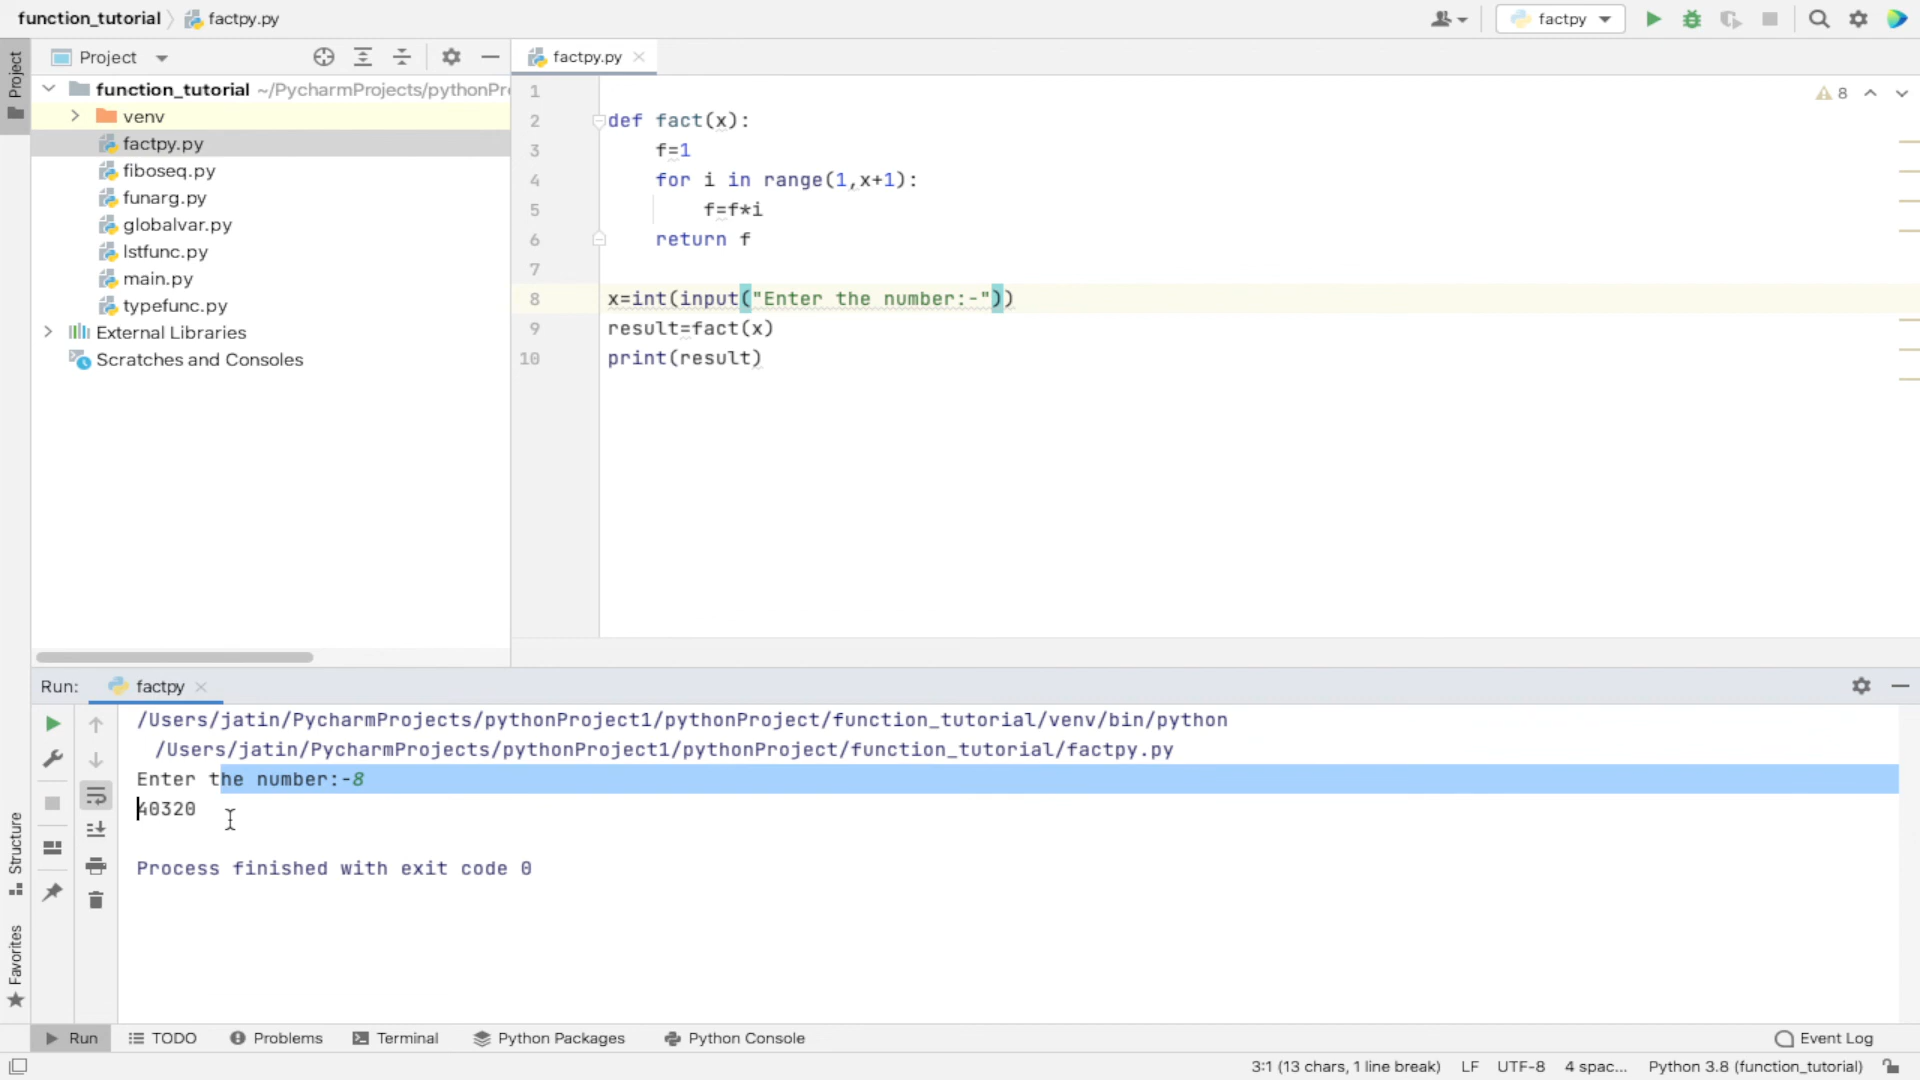 function_tutorial factpy.py
factpy
Project
Project
factpy.py
function_tutorial ~/PycharmProjects/pythonPr
venv
factpy.py
fiboseq.py
funarg.py
globalvar.py
lstfunc.py
main.py
typefunc.py
External Libraries
Scratches and Consoles
8
1
2 def fact(x):
3 f=1
4 for i in range(1,x+1):
5 f=f*i
6 return f
7
8 x=int(input("Enter the number:-"))
9 result=fact(x)
10 print(result)
Run: factpy
/Users/jatin/PycharmProjects/pythonProject1/pythonProject/function_tutorial/venv/bin/python
/Users/jatin/PycharmProjects/pythonProject1/pythonProject/function_tutorial/factpy.py
Enter the number:-8
40320
Process finished with exit code 0
Structure
Favorites
Run TODO Problems Terminal Python Packages Python Console Event Log
3:1 (13 chars, 1 line break) LF UTF-8 4 spac... Python 3.8 (function_tutorial)